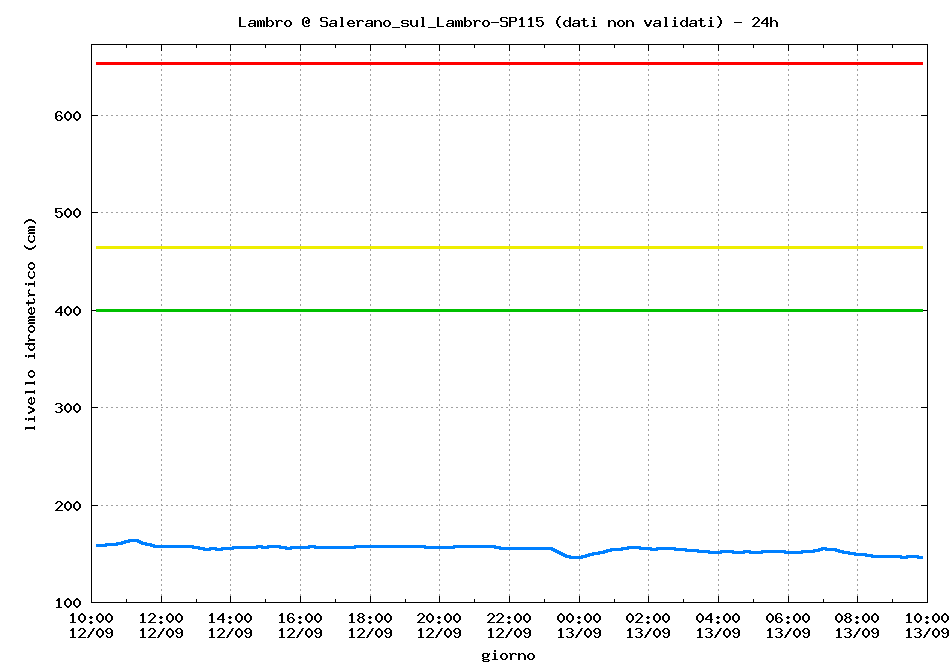 Lambro @ Salerano_sul_Lambro-SP115 (dati non validati) - 24h
600
500
400
300
200
100
livello idrometrico (cm)
10:00 12:00 14:00 16:00 18:00 20:00 22:00 00:00 02:00 04:00 06:00 08:00 10:00
12/09 12/09 12/09 12/09 12/09 12/09 12/09 13/09 13/09 13/09 13/09 13/09 13/09
giorno